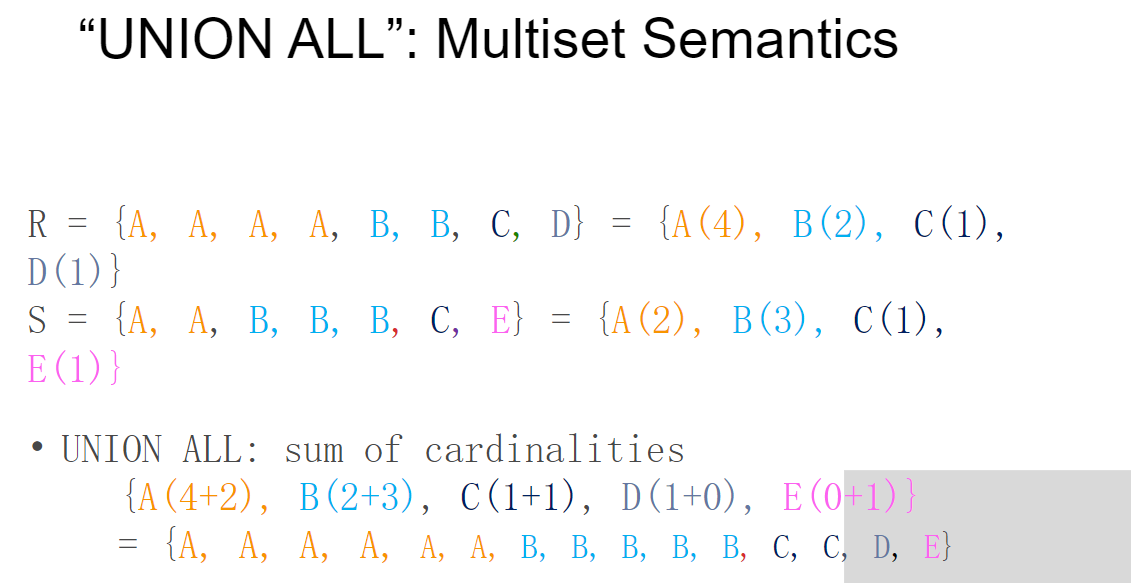 “UNION ALL”: Multiset Semantics
R = {A, A, A, A, B, B, C, D} = {A(4), B(2), C(1),
D(1)}
S = {A, A, B, B, B, C, E} = {A(2), B(3), C(1),
E(1)}
• UNION ALL: sum of cardinalities
{A(4+2), B(2+3), C(1+1), D(1+0), E(0+1)}
= {A, A, A, A, A, A, B, B, B, B, B, C, C, D, E}